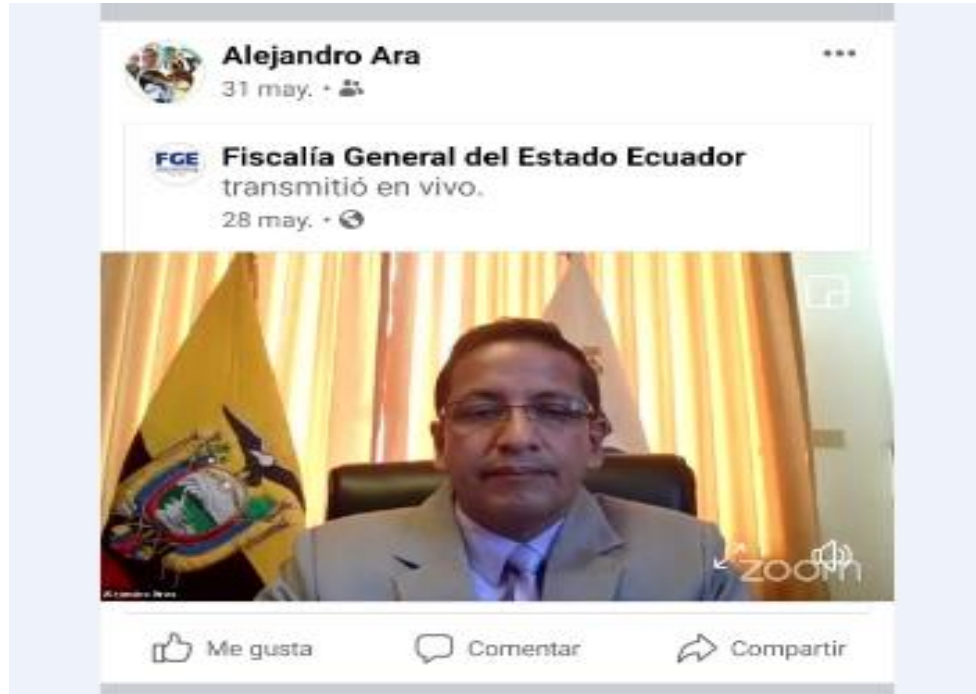 Alejandro Ara
31 may. ·
FGE Fiscalía General del Estado Ecuador
transmitió en vivo.
28 may. ·
zoom
Me gusta Comentar Compartir